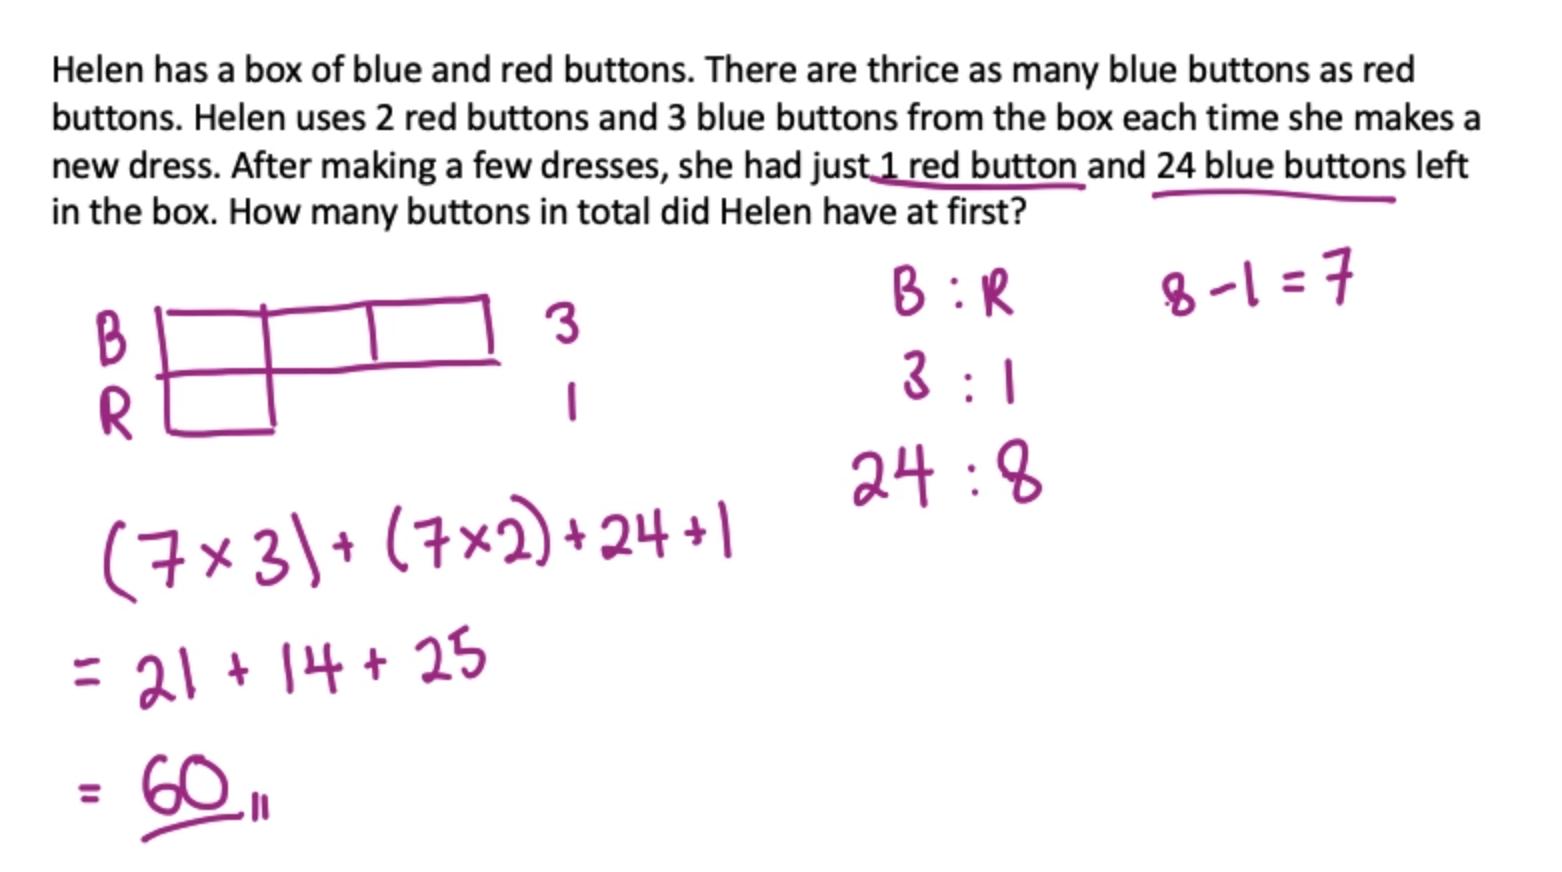 Helen has a box of blue and red buttons. There are thrice as many blue buttons as red
buttons. Helen uses 2 red buttons and 3 blue buttons from the box each time she makes a
new dress. After making a few dresses, she had just 1 red button and 24 blue buttons left
in the box. How many buttons in total did Helen have at first?
B 3
R 1
B : R
3 : 1
24 : 8
8 - 1 = 7
(7 × 3) + (7 × 2) + 24 + 1
= 21 + 14 + 25
= 60